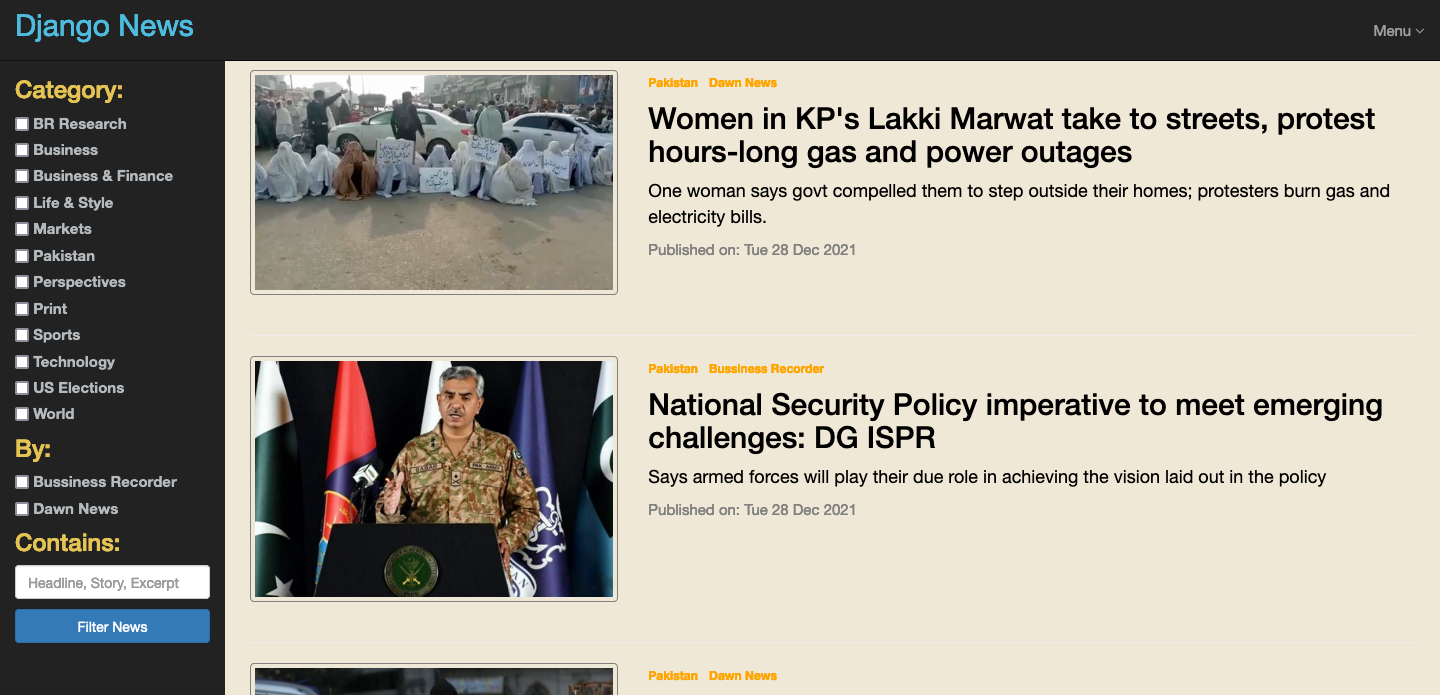 Django News
Menu
Category:
BR Research
Business
Business & Finance
Life & Style
Markets
Pakistan
Perspectives
Print
Sports
Technology
US Elections
World
By:
Bussiness Recorder
Dawn News
Contains:
Headline, Story, Excerpt
Filter News
Pakistan Dawn News
Women in KP's Lakki Marwat take to streets, protest
hours-long gas and power outages
One woman says govt compelled them to step outside their homes; protesters burn gas and
electricity bills.
Published on: Tue 28 Dec 2021
BABAR
PAK ARMY
Pakistan Bussiness Recorder
National Security Policy imperative to meet emerging
challenges: DG ISPR
Says armed forces will play their due role in achieving the vision laid out in the policy
Published on: Tue 28 Dec 2021
Pakistan Dawn News